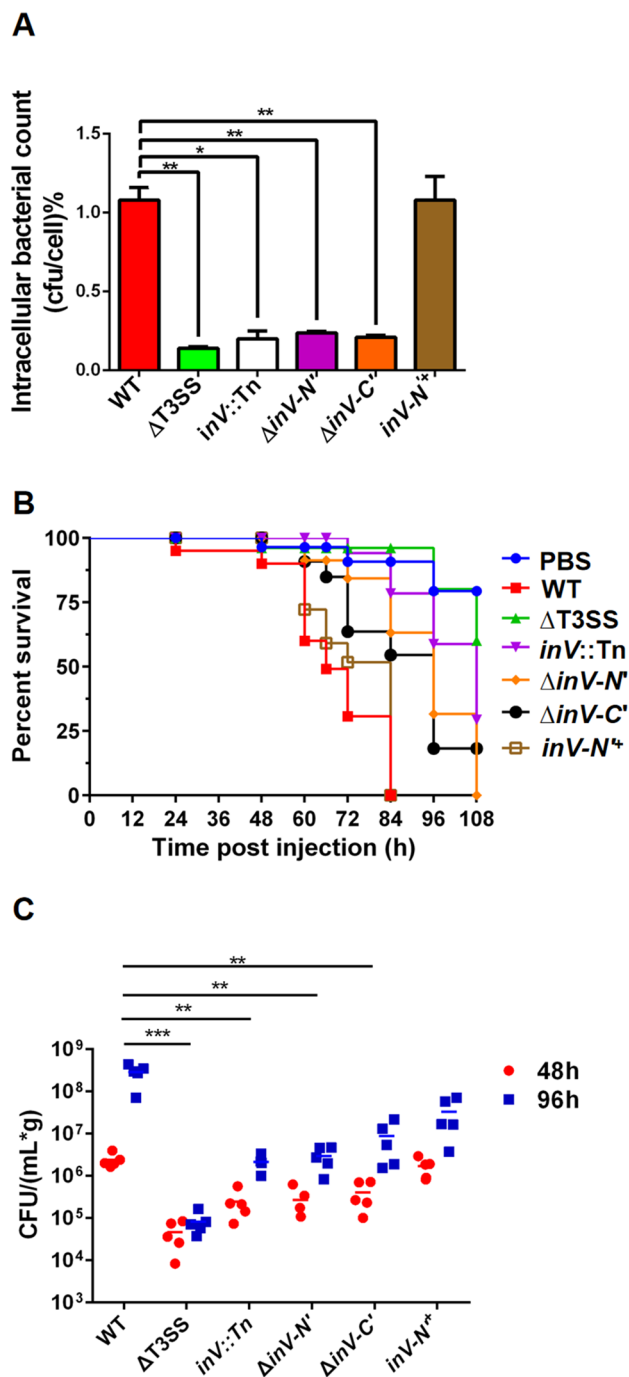 A
Intracellular bacterial count
(cfu/cell)%
1.5
1.0
0.5
0.0
**
**
*
**
WT
ΔT3SS
inV::Tn
ΔinV-N'
ΔinV-C'
inV-N'+
B
Percent survival
100
75
50
25
0
0 12 24 36 48 60 72 84 96 108
Time post injection (h)
PBS
WT
ΔT3SS
inV::Tn
ΔinV-N'
ΔinV-C'
inV-N'+
C
**
**
**
***
CFU/(mL*g)
10⁹
10⁸
10⁷
10⁶
10⁵
10⁴
10³
48h
96h
WT
ΔT3SS
inV::Tn
ΔinV-N'
ΔinV-C'
inV-N'+